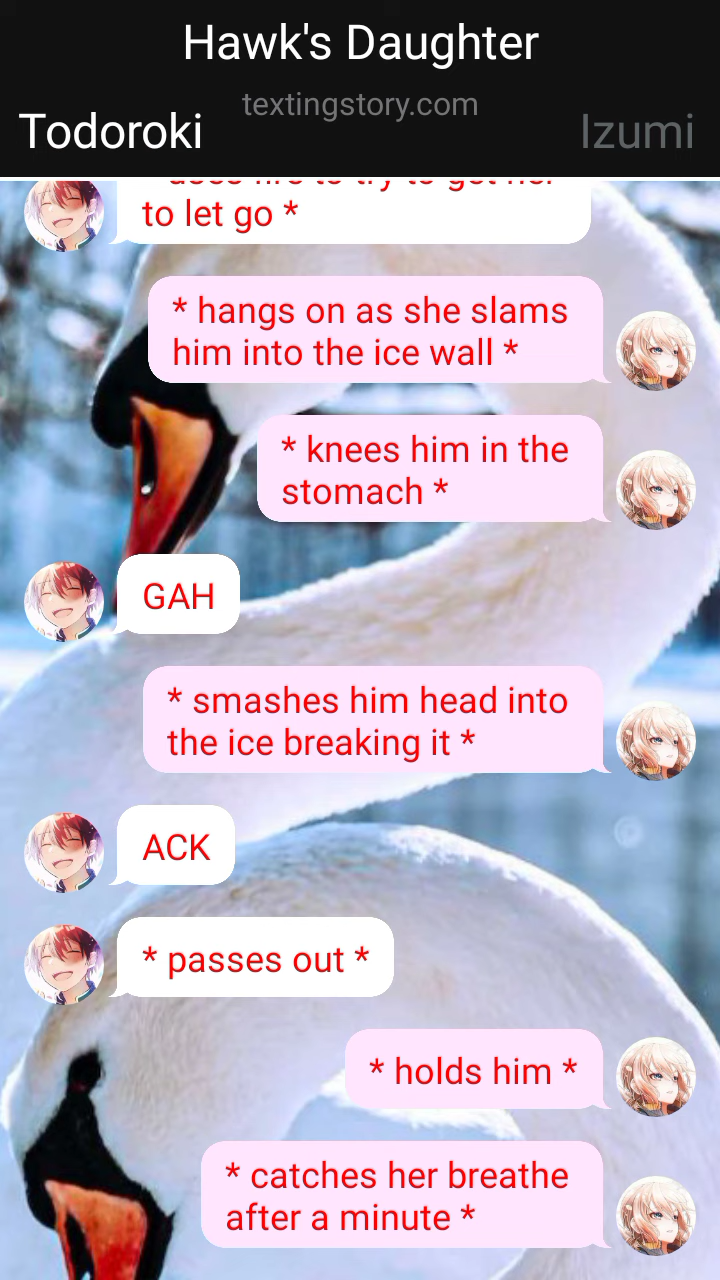 Hawk's Daughter
textingstory.com
Todoroki
Izumi
to let go *
* hangs on as she slams
him into the ice wall *
* knees him in the
stomach *
GAH
* smashes him head into
the ice breaking it *
ACK
* passes out *
* holds him *
* catches her breathe
after a minute *